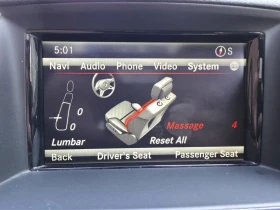 5:01 S
Navi Audio Phone Video System
0
0
Massage 4
Lumbar Reset All
Back Driver's Seat Passenger Seat